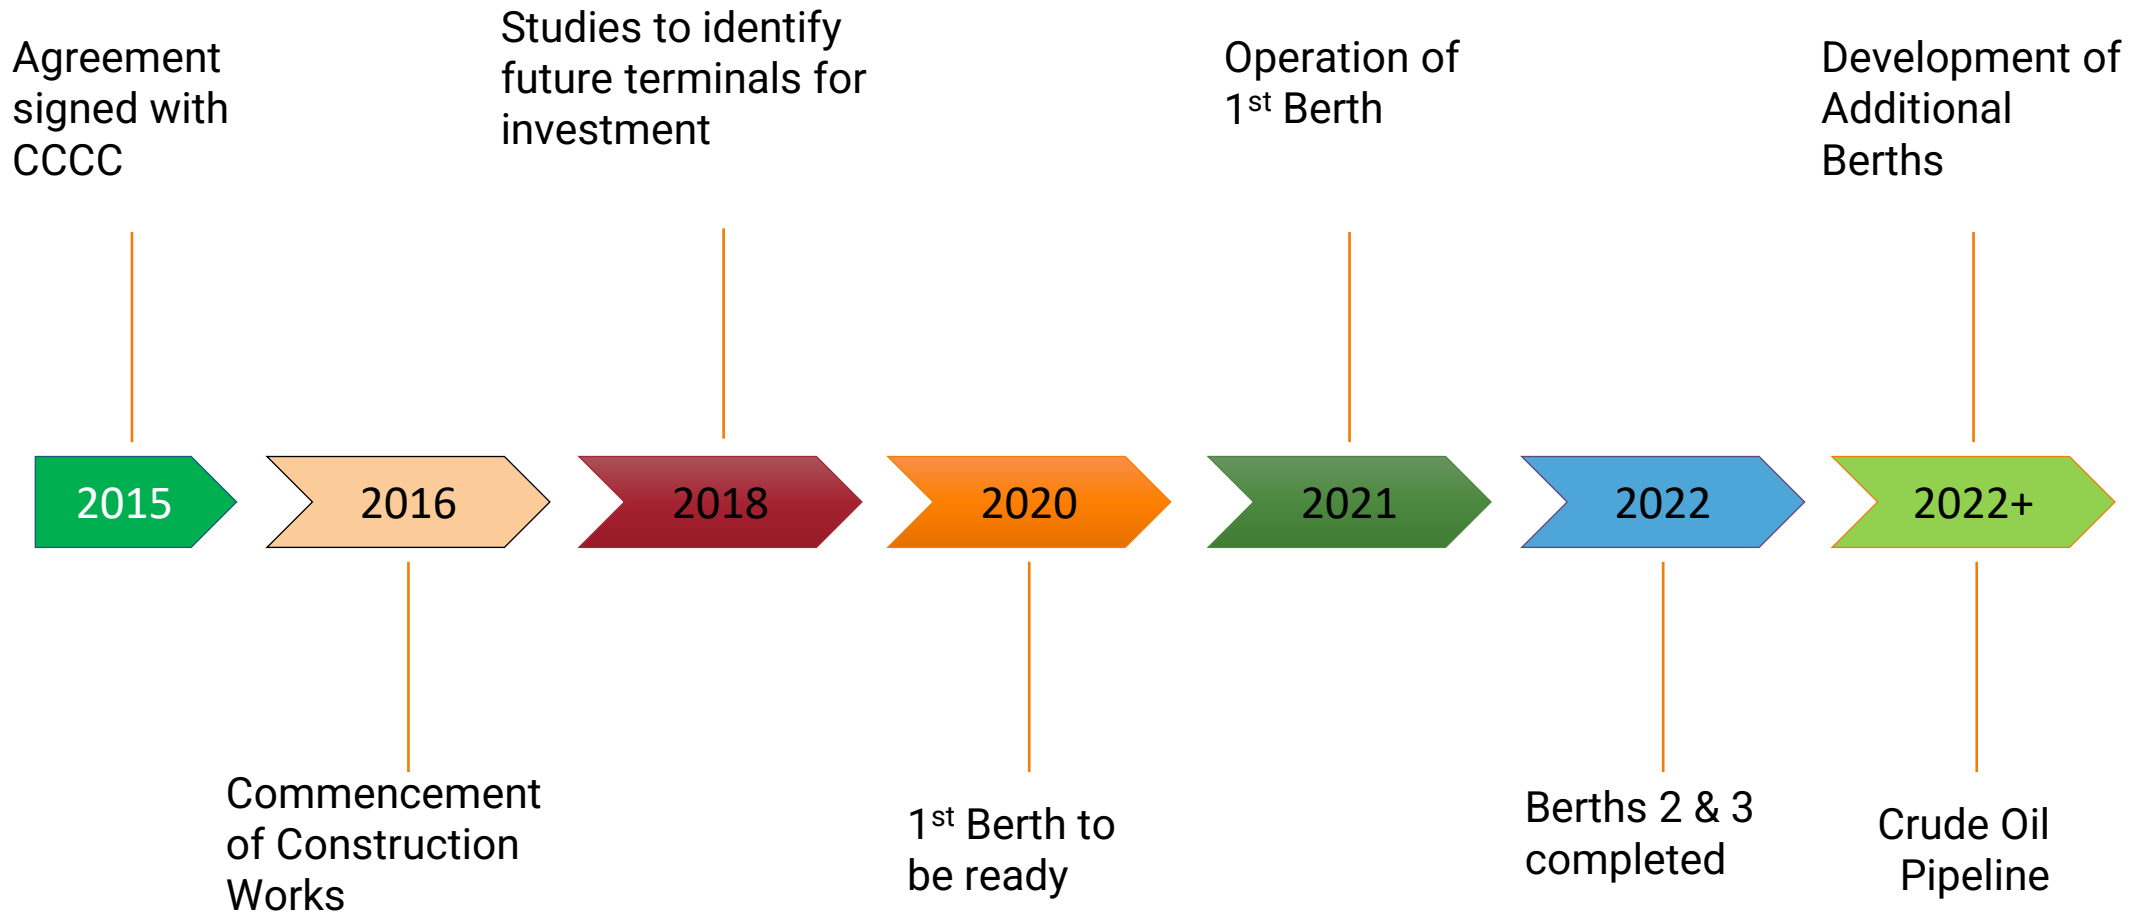 Agreement
signed with
CCCC
Studies to identify
future terminals for
investment
Operation of
1st Berth
Development of
Additional
Berths
2015
2016
2018
2020
2021
2022
2022+
Commencement
of Construction
Works
1st Berth to
be ready
Berths 2 & 3
completed
Crude Oil
Pipeline